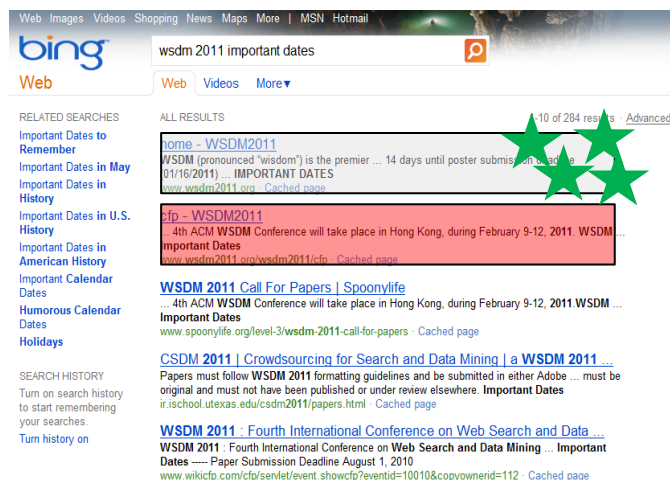 Web Images Videos Shopping News Maps More | MSN Hotmail
bing
wsdm 2011 important dates
Web
Web Videos More▼
RELATED SEARCHES
Important Dates to
Remember
Important Dates in May
Important Dates in
History
Important Dates in U.S.
History
Important Dates in
American History
Important Calendar
Dates
Humorous Calendar
Dates
Holidays
SEARCH HISTORY
Turn on search history
to start remembering
your searches.
Turn history on
ALL RESULTS
-10 of 284 results · Advanced
home - WSDM2011
WSDM (pronounced "wisdom") is the premier ... 14 days until poster submission deadline
(01/16/2011) ... IMPORTANT DATES
www.wsdm2011.org · Cached page
cfp - WSDM2011
... 4th ACM WSDM Conference will take place in Hong Kong, during February 9-12, 2011. WSDM ...
Important Dates
www.wsdm2011.org/wsdm2011/cfp · Cached page
WSDM 2011 Call For Papers | Spoonylife
... 4th ACM WSDM Conference will take place in Hong Kong, during February 9-12, 2011.WSDM ...
Important Dates
www.spoonylife.org/level-3/wsdm-2011-call-for-papers · Cached page
CSDM 2011 | Crowdsourcing for Search and Data Mining | a WSDM 2011 ...
Papers must follow WSDM 2011 formatting guidelines and be submitted in either Adobe ... must be
original and must not have been published or under review elsewhere. Important Dates
ir.ischool.utexas.edu/csdm2011/papers.html · Cached page
WSDM 2011 : Fourth International Conference on Web Search and Data ...
WSDM 2011 : Fourth International Conference on Web Search and Data Mining ... Important
Dates ----- Paper Submission Deadline August 1, 2010
www.wikicfp.com/cfp/servlet/event.showcfp?eventid=10010&copyownerid=112 · Cached page